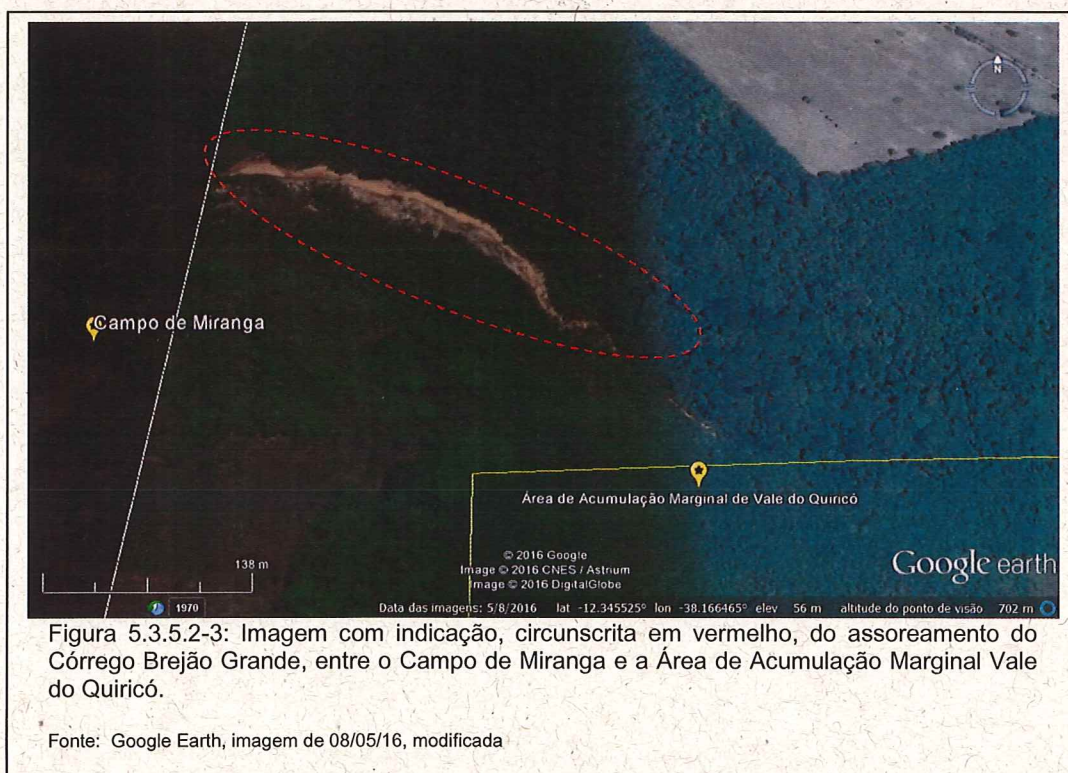 N
Campo de Miranga
Área de Acumulação Marginal de Vale do Quiricó
138 m
© 2016 Google
Image © 2016 CNES / Astrium
Image © 2016 DigitalGlobe
Google earth
1970
Data das imagens: 5/8/2016 lat -12.345525° lon -38.166465° elev 56 m altitude do ponto de visão 702 m
Figura 5.3.5.2-3: Imagem com indicação, circunscrita em vermelho, do assoreamento do
Córrego Brejão Grande, entre o Campo de Miranga e a Área de Acumulação Marginal Vale
do Quiricó.
Fonte: Google Earth, imagem de 08/05/16, modificada